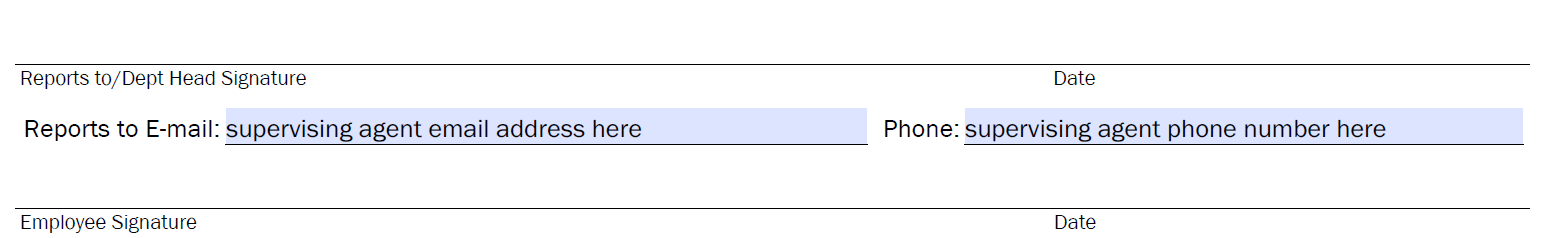 Reports to/Dept Head Signature Date
Reports to E-mail: supervising agent email address here Phone: supervising agent phone number here
Employee Signature Date